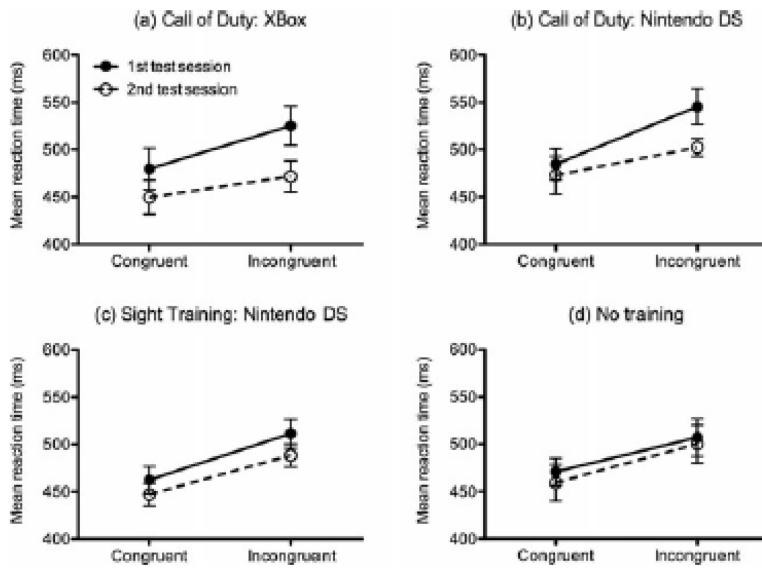 (a) Call of Duty: XBox
Mean reaction time (ms)
600
550
500
450
400
1st test session
2nd test session
Congruent
Incongruent
(b) Call of Duty: Nintendo DS
Mean reaction time (ms)
600
550
500
450
400
Congruent
Incongruent
(c) Sight Training: Nintendo DS
Mean reaction time (ms)
600
550
500
450
400
Congruent
Incongruent
(d) No training
Mean reaction time (ms)
600
550
500
450
400
Congruent
Incongruent